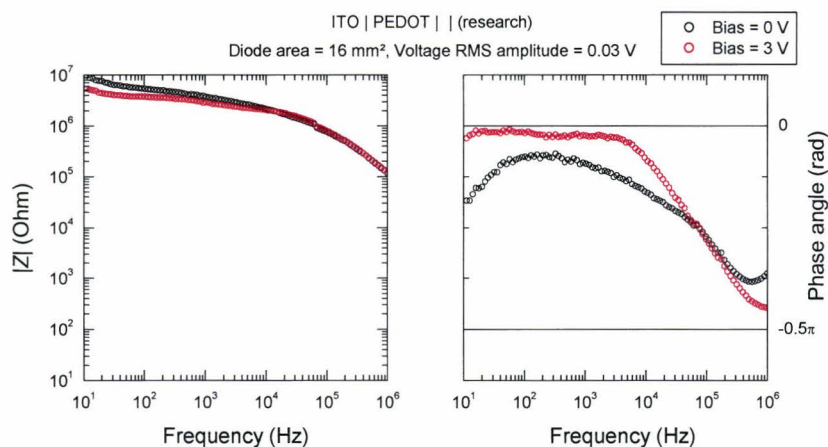 ITO | PEDOT | | (research)
Diode area = 16 mm², Voltage RMS amplitude = 0.03 V
Bias = 0 V
Bias = 3 V
10⁷
10⁶
10⁵
10⁴
10³
10²
10¹
|Z| (Ohm)
10¹ 10² 10³ 10⁴ 10⁵ 10⁶
Frequency (Hz)
0
-0.5π
Phase angle (rad)
10¹ 10² 10³ 10⁴ 10⁵ 10⁶
Frequency (Hz)